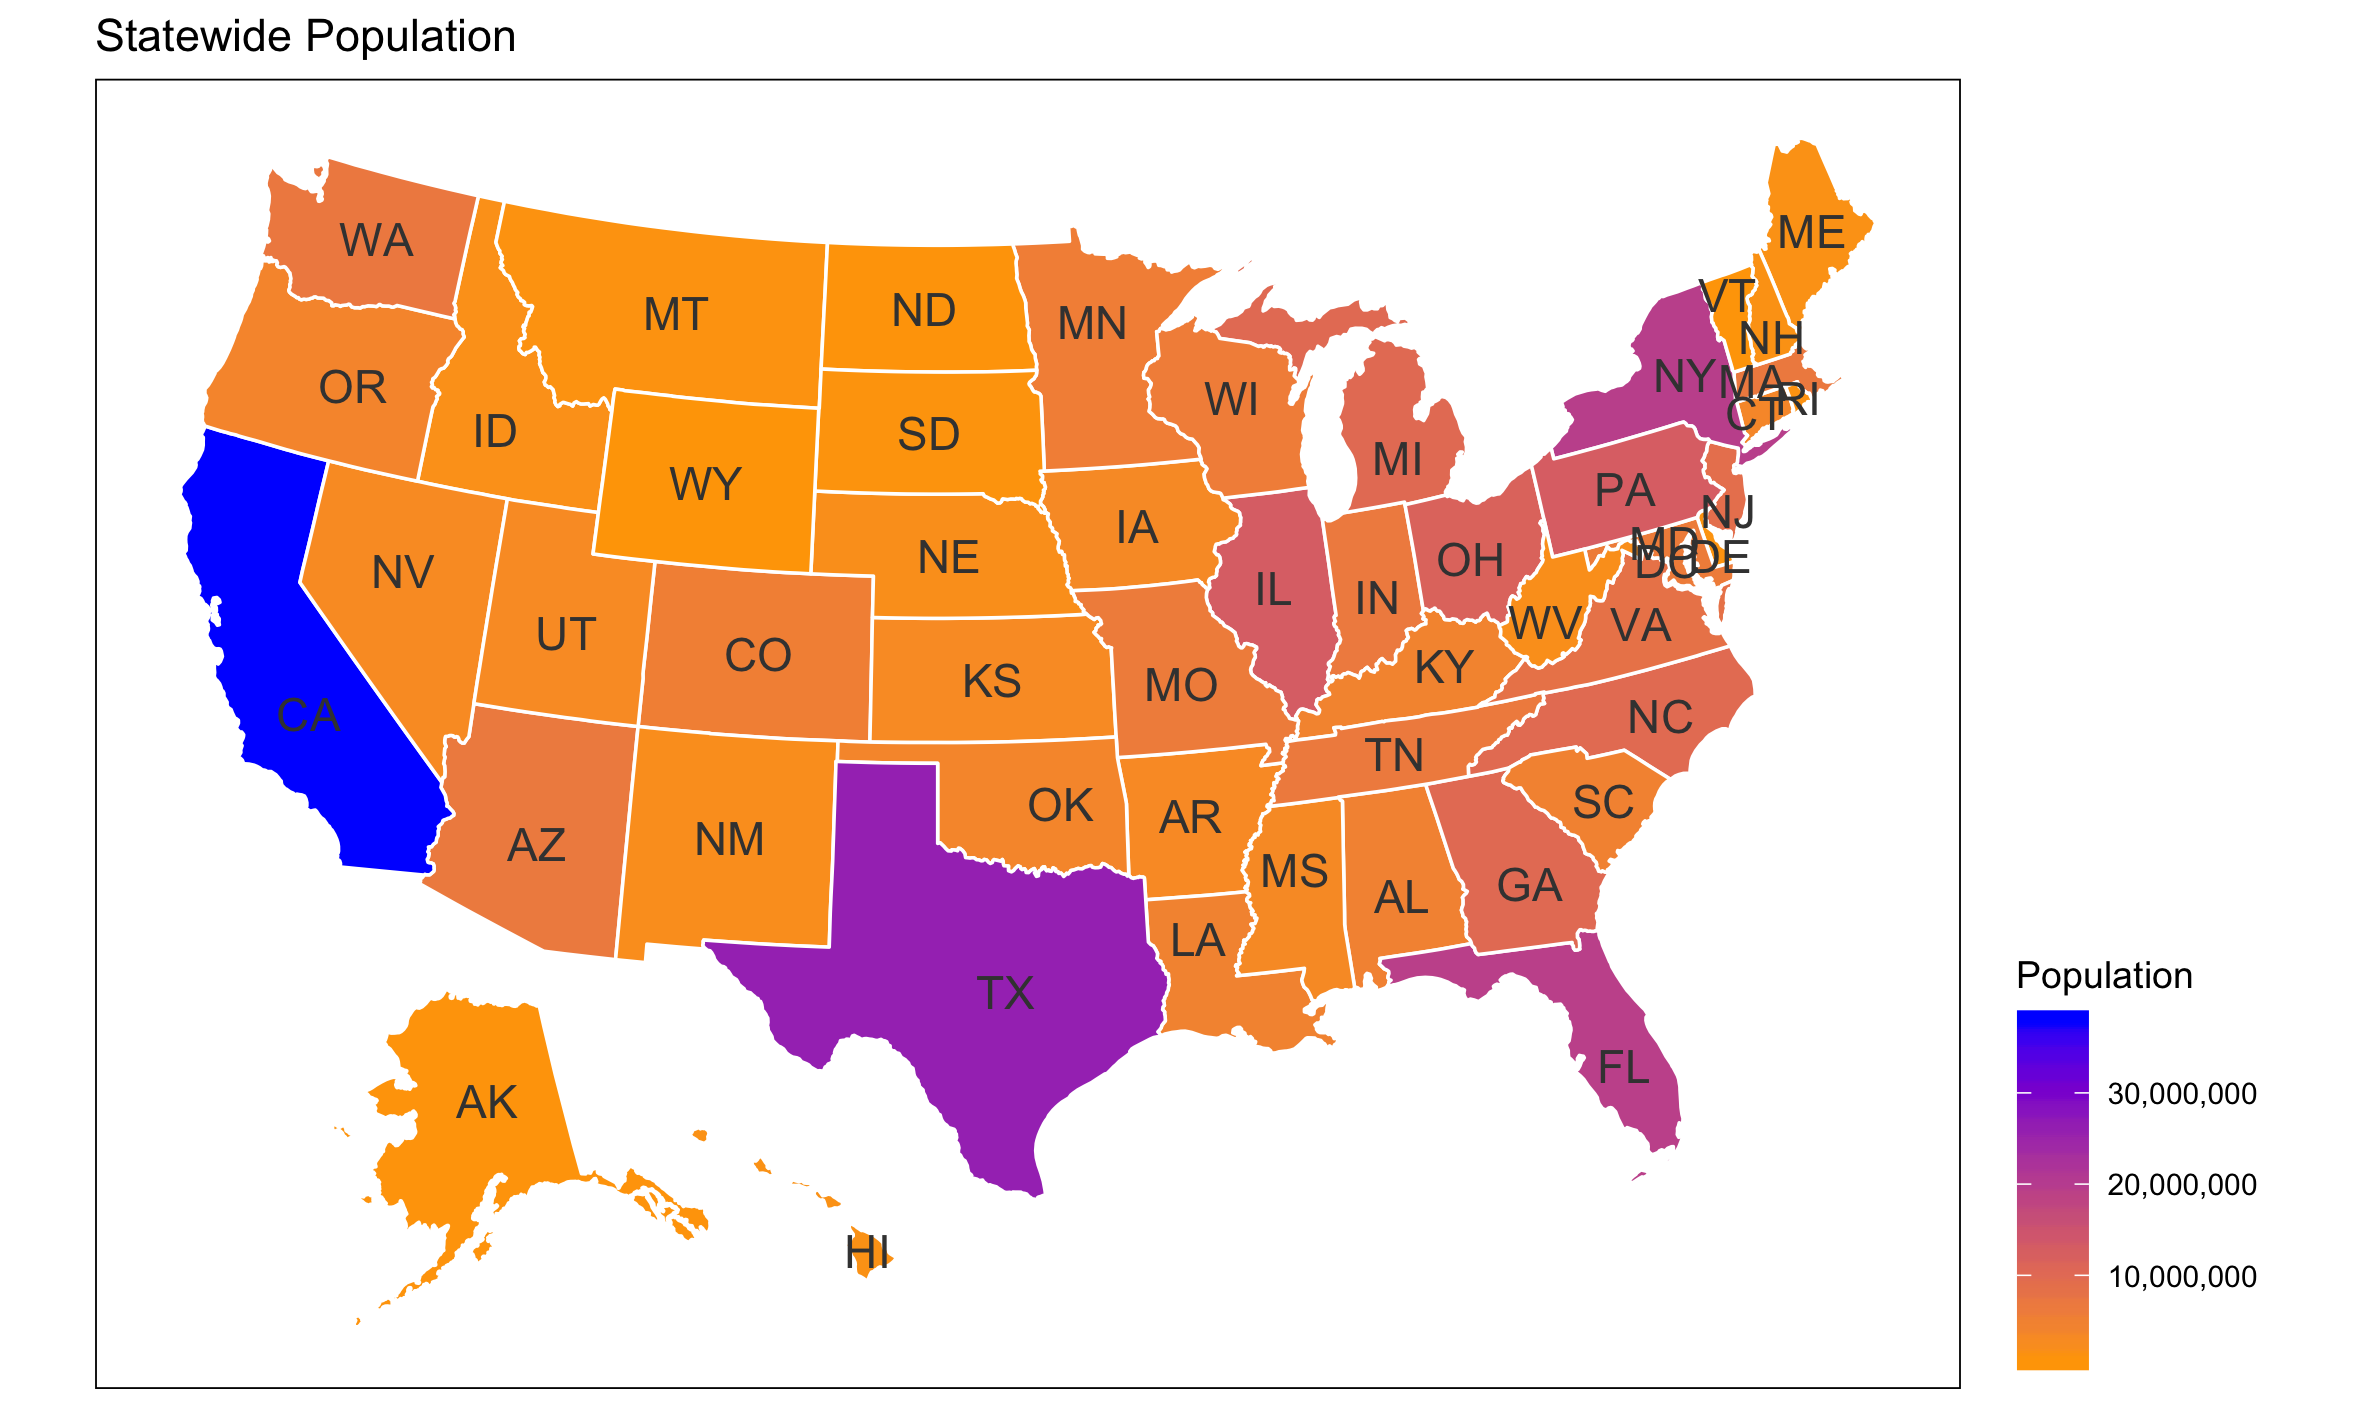 Statewide Population
ME
WA
VT
MT
ND
MN
NH
NY
MA
OR
WI
RI
CT
ID
SD
MI
WY
PA
NJ
IA
NE
NV
OH
MD
DC
DE
IL
IN
UT
WV
VA
CO
KS
MO
KY
CA
NC
TN
AZ
NM
OK
AR
SC
MS
AL
GA
LA
TX
FL
AK
HI
Population
30,000,000
20,000,000
10,000,000